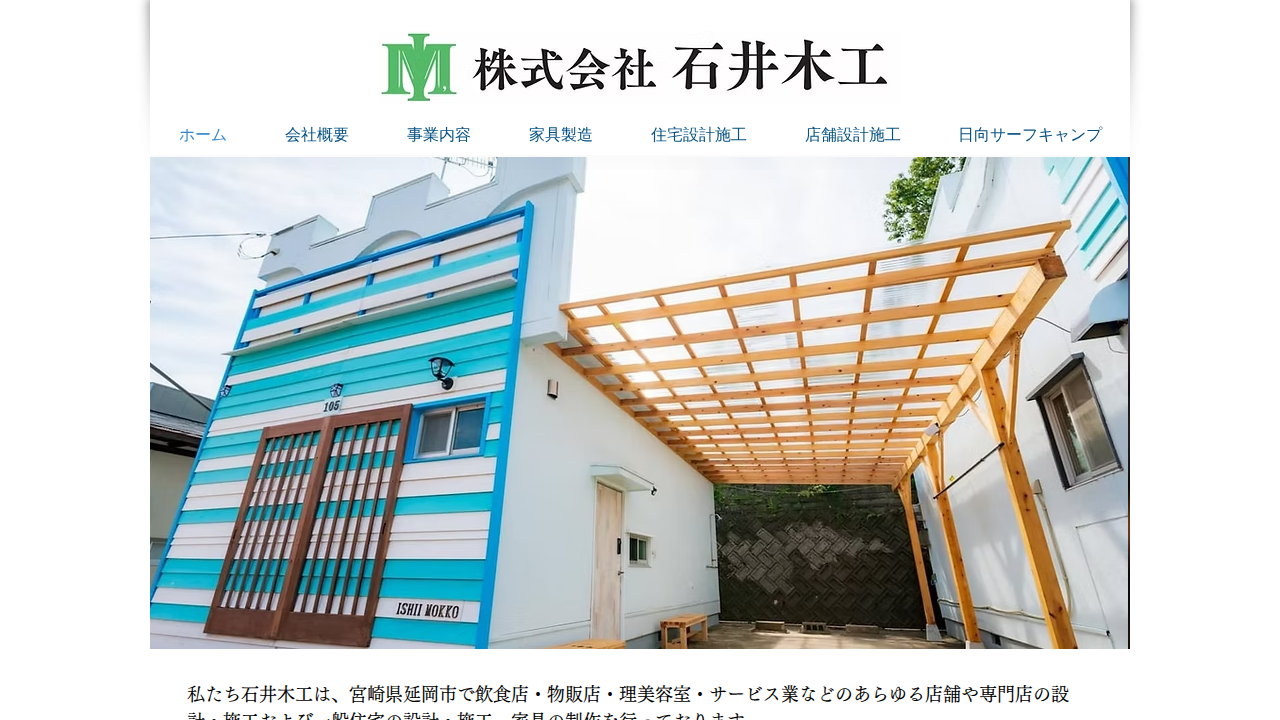 株式会社 石井木工
ホーム 会社概要 事業内容 家具製造 住宅設計施工 店舗設計施工 日向サーフキャンプ
105
ISHII MOKKO
私たち石井木工は、宮崎県延岡市で飲食店・物販店・理美容室・サービス業などのあらゆる店舗や専門店の設
計・施工および一般住宅の設計・施工、家具の制作を行っております。